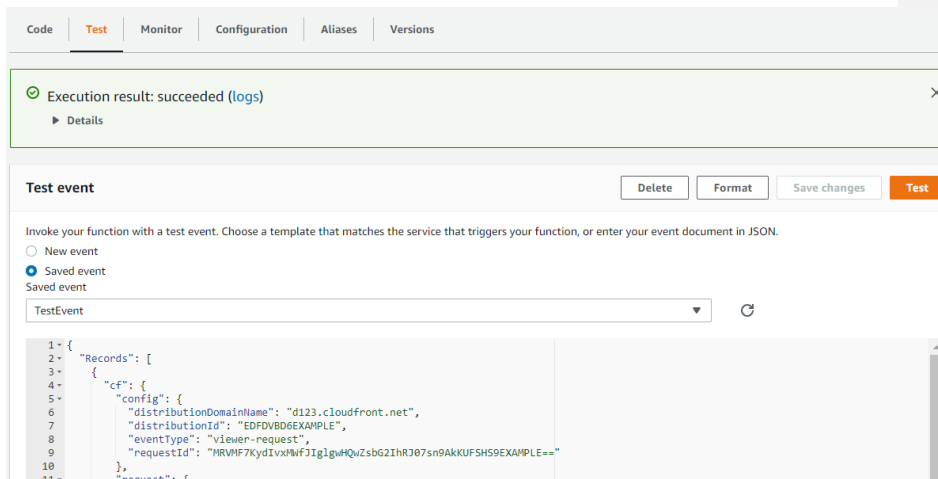 Code Test Monitor Configuration Aliases Versions
Execution result: succeeded (logs)
Details
Test event Delete Format Save changes Test
Invoke your function with a test event. Choose a template that matches the service that triggers your function, or enter your event document in JSON.
New event
Saved event
Saved event
TestEvent
1 {
2 "Records": [
3 {
4 "cf": {
5 "config": {
6 "distributionDomainName": "d123.cloudfront.net",
7 "distributionId": "EDFDVBD6EXAMPLE",
8 "eventType": "viewer-request",
9 "requestId": "MRVMF7KydIvxMWfJIglgwHQwZsbG2IhRJ07sn9AkKUFSHS9EXAMPLE=="
10 },
11 "request": {